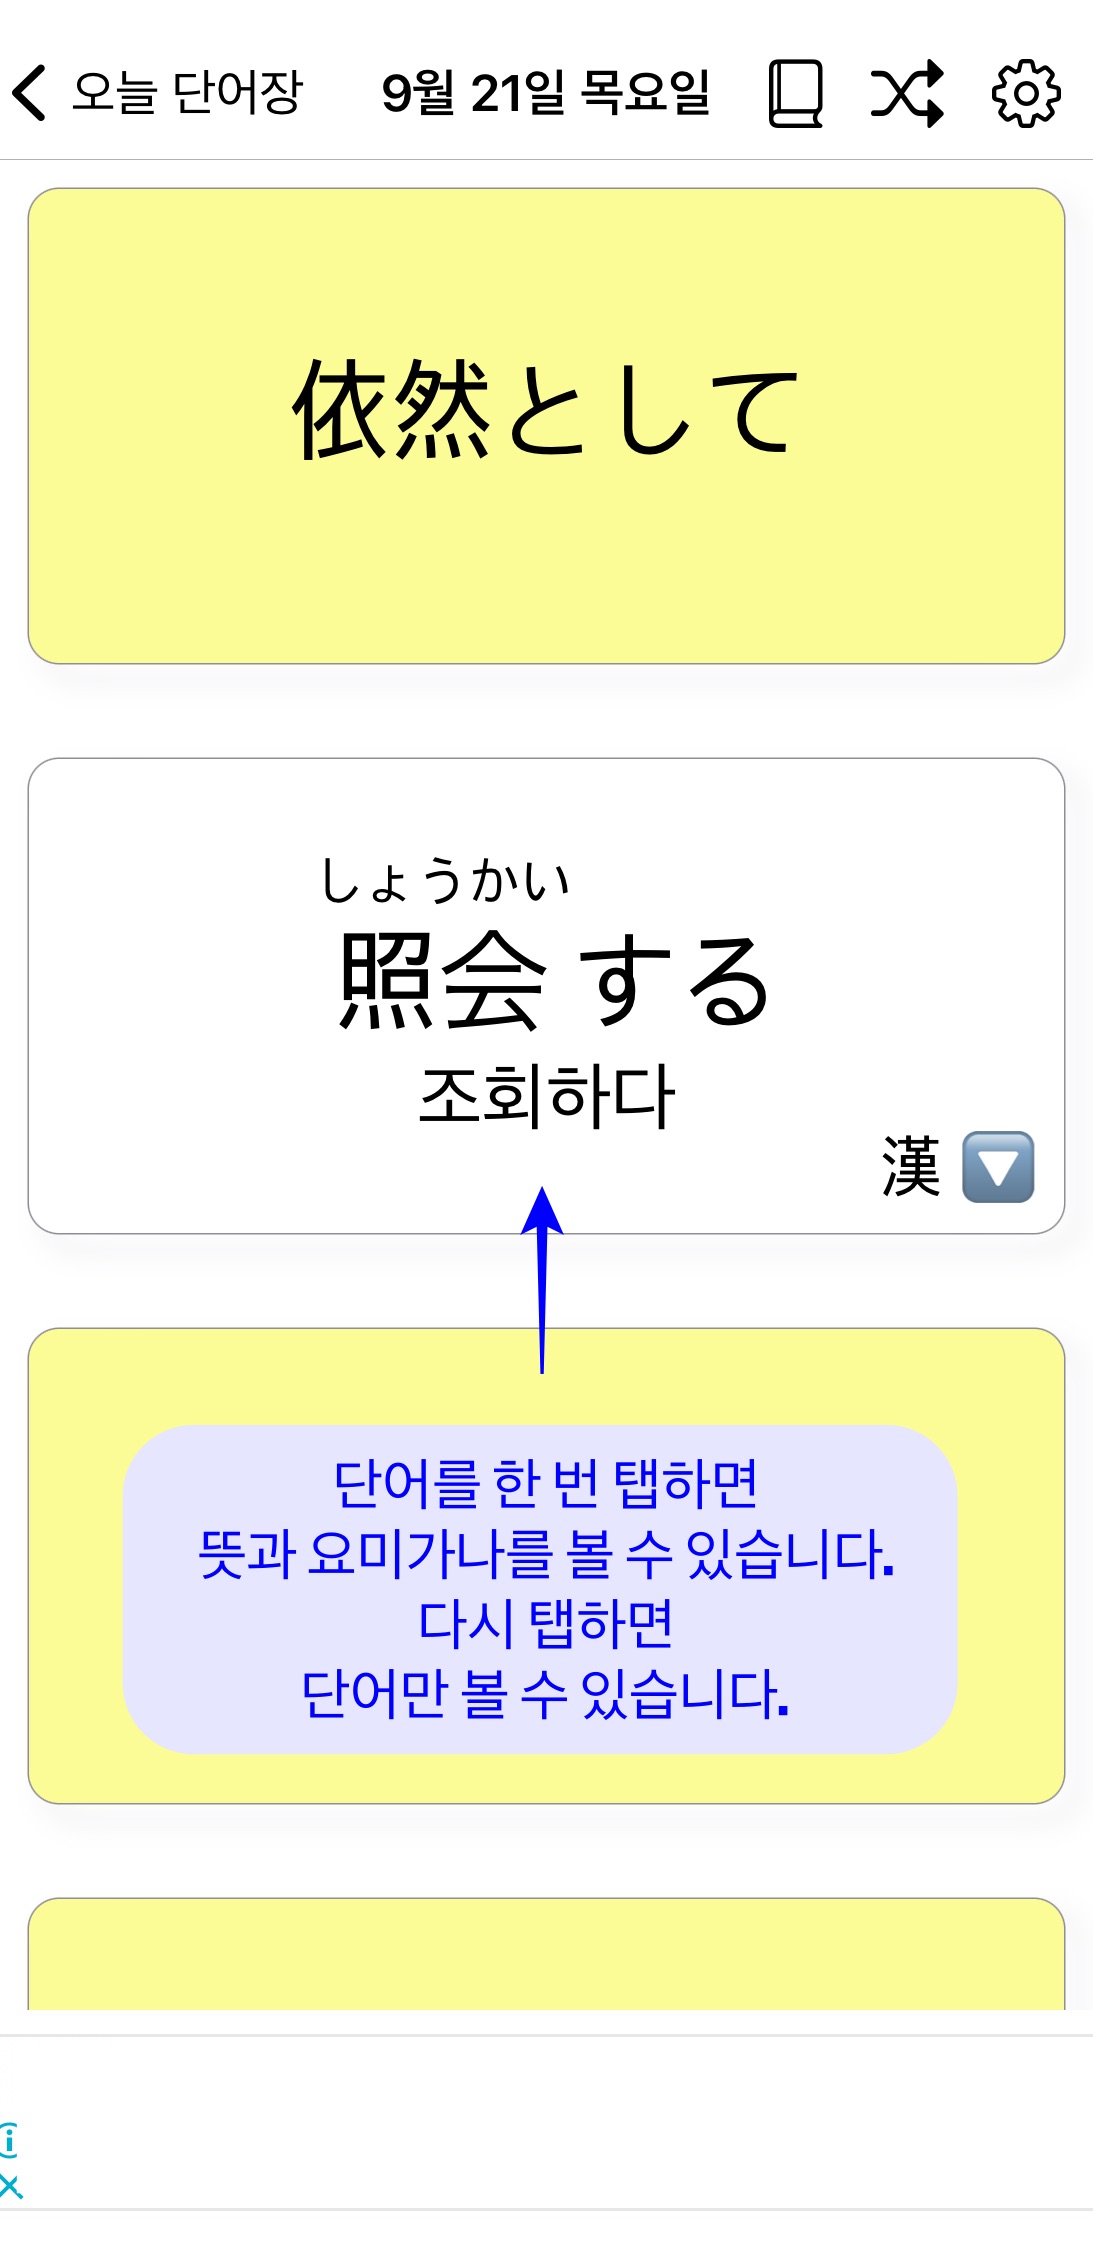 오늘 단어장
9월 21일 목요일
依然として
しょうかい
照会 する
조회하다
漢
단어를 한 번 탭하면
뜻과 요미가나를 볼 수 있습니다.
다시 탭하면
단어만 볼 수 있습니다.